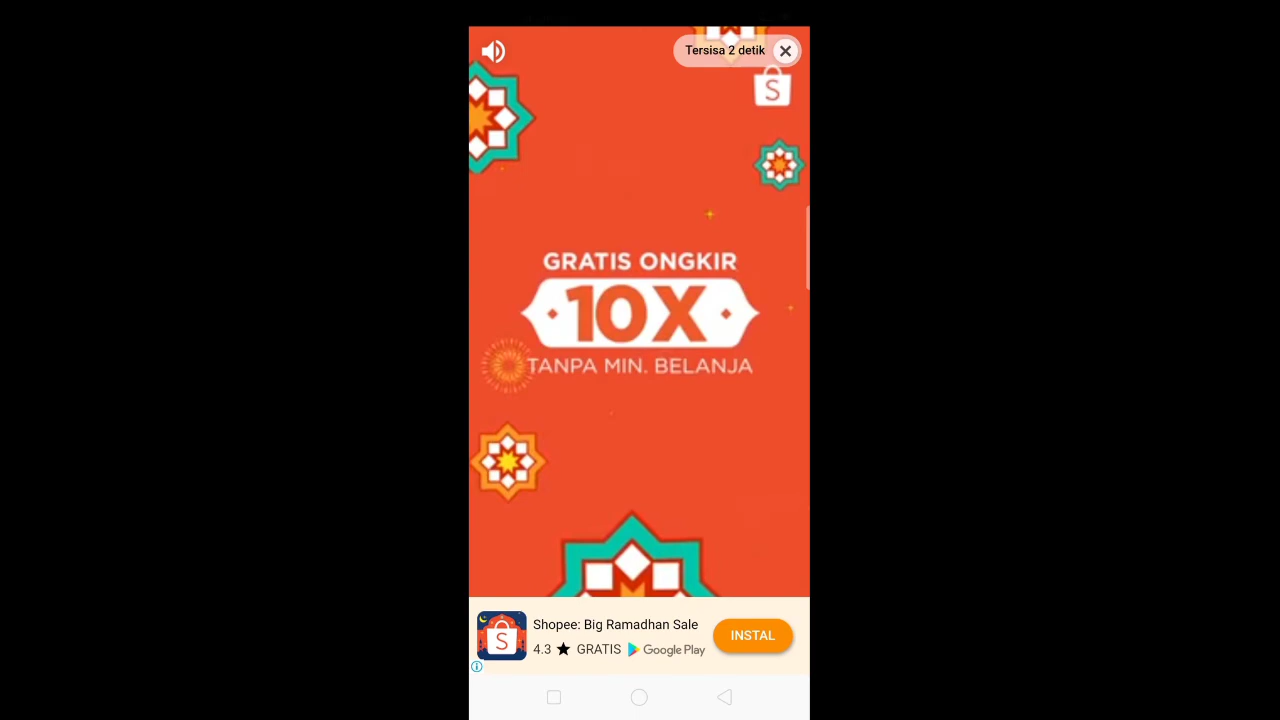 Tersisa 2 detik
S
GRATIS ONGKIR
10X
TANPA MIN. BELANJA
Shopee: Big Ramadhan Sale
S
4.3 ★ GRATIS Google Play
INSTAL